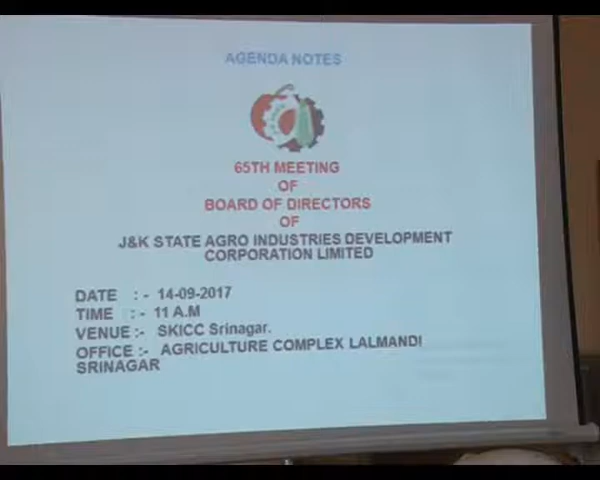 AGENDA NOTES
65TH MEETING
OF
BOARD OF DIRECTORS
OF
J&K STATE AGRO INDUSTRIES DEVELOPMENT
CORPORATION LIMITED
DATE :- 14-09-2017
TIME :- 11 A.M
VENUE :- SKICC Srinagar.
OFFICE :- AGRICULTURE COMPLEX LALMANDI
SRINAGAR